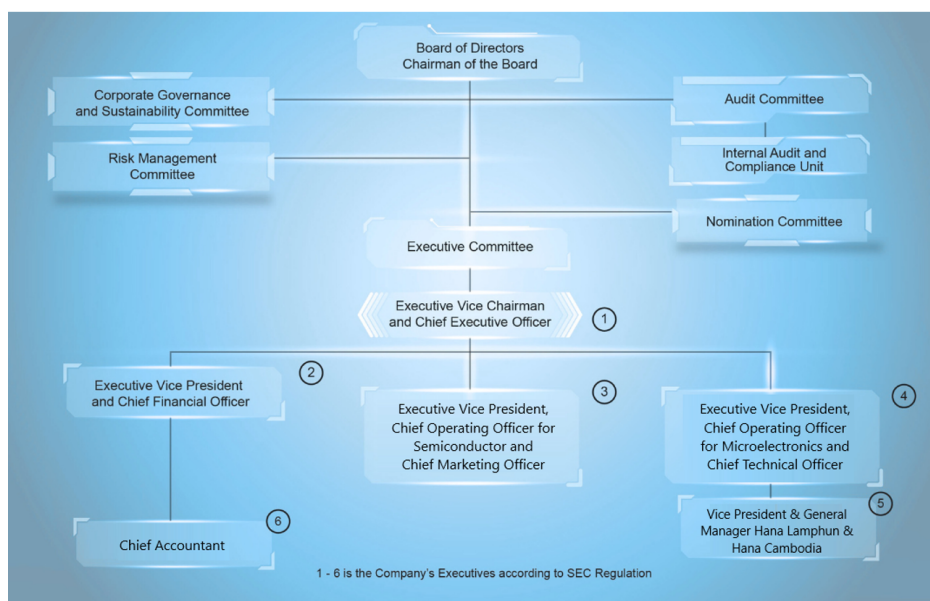 Board of Directors
Chairman of the Board
Corporate Governance
and Sustainability Committee
Audit Committee
Risk Management
Committee
Internal Audit and
Compliance Unit
Nomination Committee
Executive Committee
Executive Vice Chairman
and Chief Executive Officer
1
Executive Vice President
and Chief Financial Officer
2
Executive Vice President,
Chief Operating Officer for
Semiconductor and
Chief Marketing Officer
3
Executive Vice President,
Chief Operating Officer
for Microelectronics and
Chief Technical Officer
4
Vice President & General
Manager Hana Lamphun &
Hana Cambodia
5
Chief Accountant
6
1 - 6 is the Company's Executives according to SEC Regulation